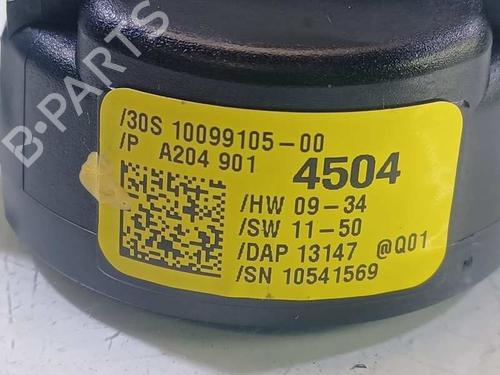 B-PARTS
/30S 10099105-00
/P A204 901 4504
/HW 09-34
/SW 11-50
/DAP 13147 @Q01
/SN 10541569